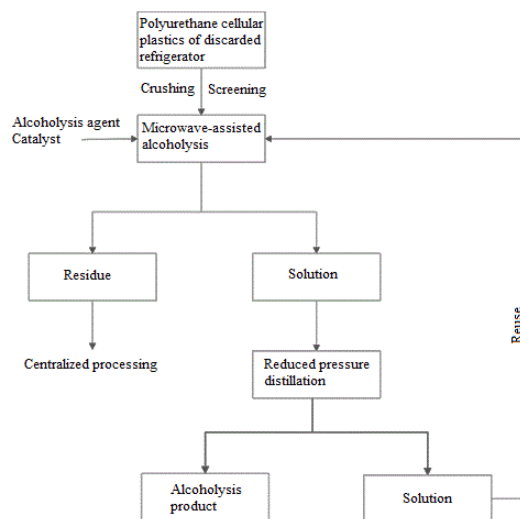 Polyurethane cellular
plastics of discarded
refrigerator
Crushing
Screening
Alcoholysis agent
Catalyst
Microwave-assisted
alcoholysis
Residue
Solution
Centralized processing
Reduced pressure
distillation
Reuse
Alcoholysis
product
Solution